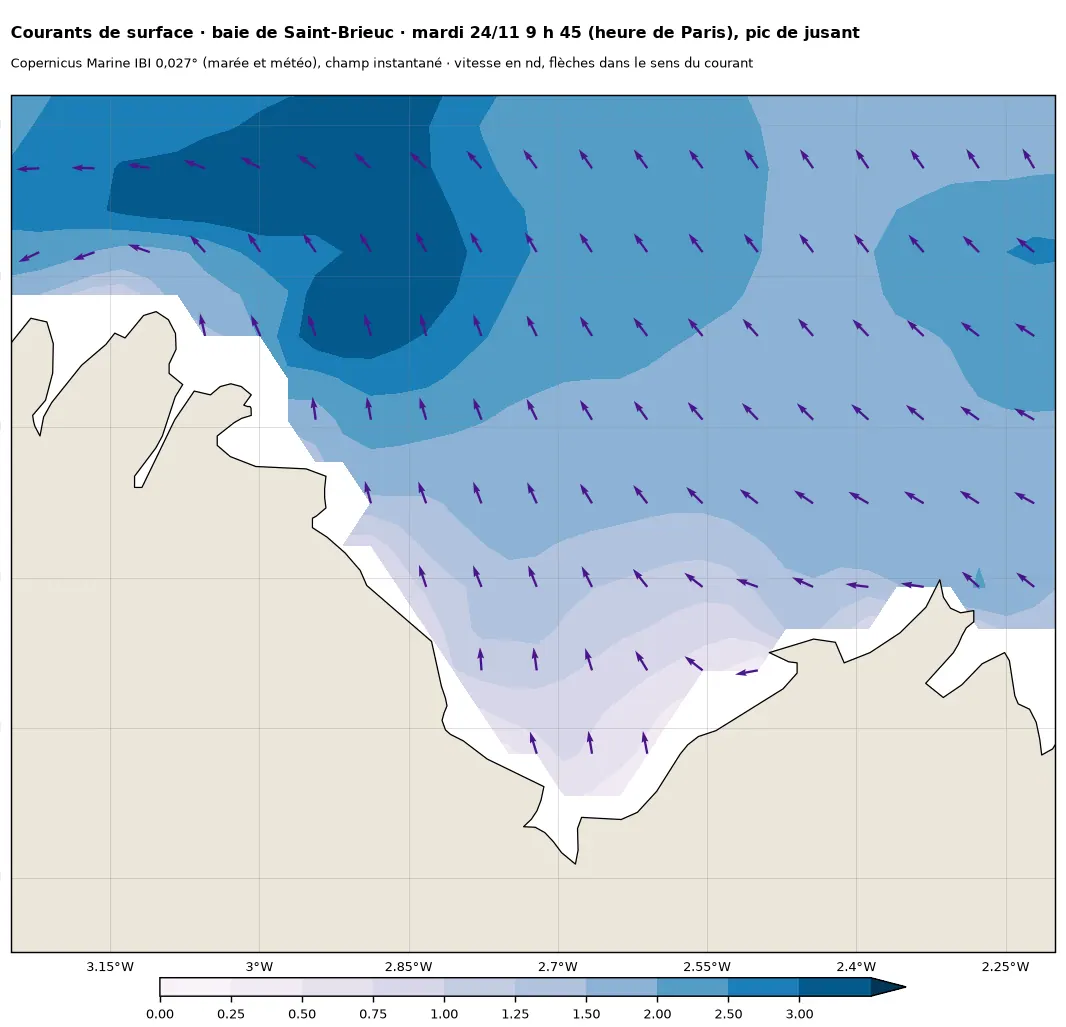 Courants de surface · baie de Saint-Brieuc · mardi 24/11 9 h 45 (heure de Paris), pic de jusant
Copernicus Marine IBI 0,027° (marée et météo), champ instantané · vitesse en nd, flèches dans le sens du courant
3.15°W 3°W 2.85°W 2.7°W 2.55°W 2.4°W 2.25°W
0.00 0.25 0.50 0.75 1.00 1.25 1.50 2.00 2.50 3.00